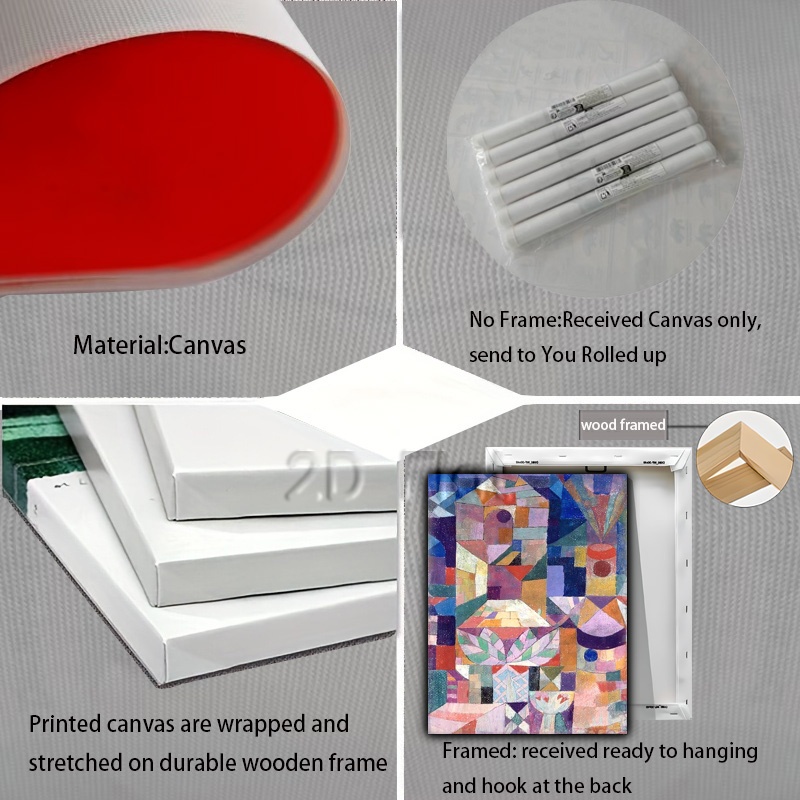 Material:Canvas
No Frame:Received Canvas only,
send to You Rolled up
2D
wood framed
Printed canvas are wrapped and
stretched on durable wooden frame
Framed: received ready to hanging
and hook at the back